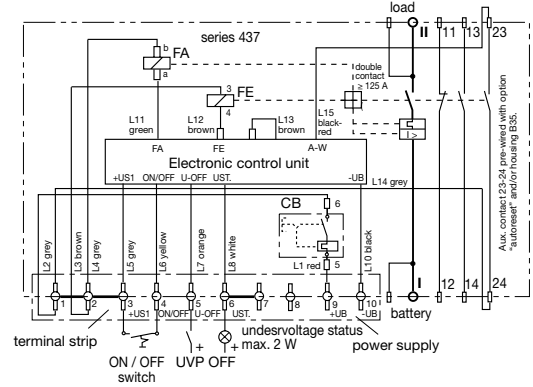 load
series 437
II
11
13
23
b
FA
a
double
contact
≥ 125 A
3
FE
4
L11
green
L12
brown
L13
brown
L15
black-
red
I >
FA
FE
A-W
Electronic control unit
+US1
ON/OFF
U-OFF
UST.
-UB
L14 grey
Aux. contact 23-24 pre-wired with option
"autoreset" and/or housing B35.
CB
6
L2 grey
L3 brown
L4 grey
L5 grey
L6 yellow
L7 orange
L8 white
L1 red
5
L10 black
I
12
14
24
1
2
3
4
5
6
7
8
9
10
battery
+US1
ON/OFF
U-OFF
UST.
+UB
-UB
terminal strip
undesrvoltage status
max. 2 W
power supply
+
+
ON / OFF
switch
UVP OFF